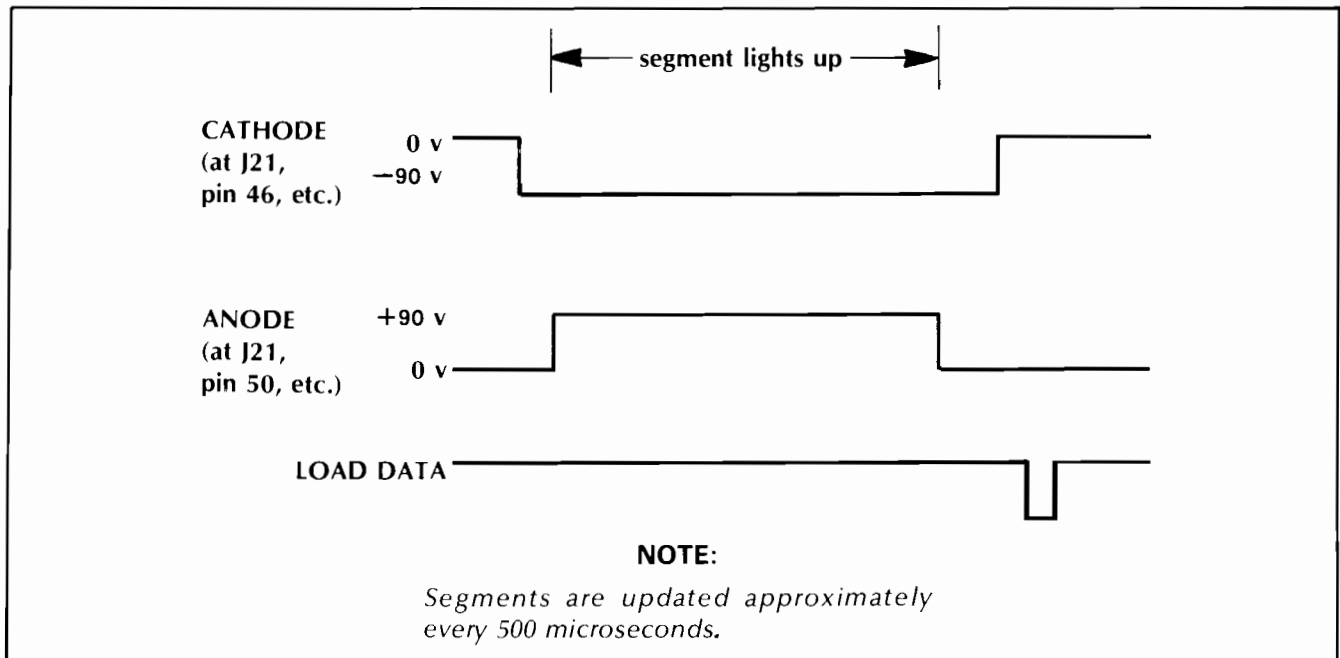 segment lights up
CATHODE
(at J21,
pin 46, etc.)
0 v
—90 v
ANODE
(at J21,
pin 50, etc.)
+90 v
0 v
LOAD DATA
NOTE:
Segments are updated approximately
every 500 microseconds.